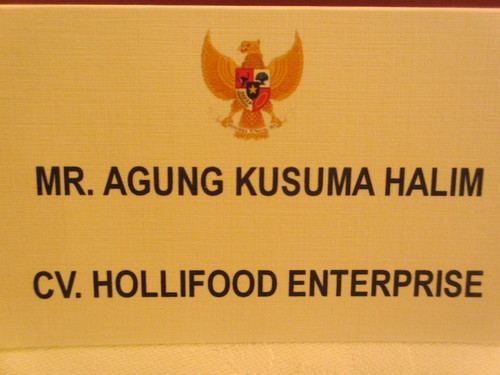 MR. AGUNG KUSUMA HALIM
CV. HOLLIFOOD ENTERPRISE